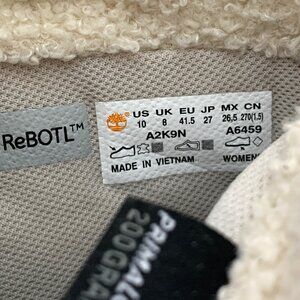 ReBOTL™
US UK EU JP MX CN
10 8 41.5 27 26.5 270(1.5)
A2K9N A6459
MADE IN VIETNAM WOMEN'
PRIMALO
200GRA